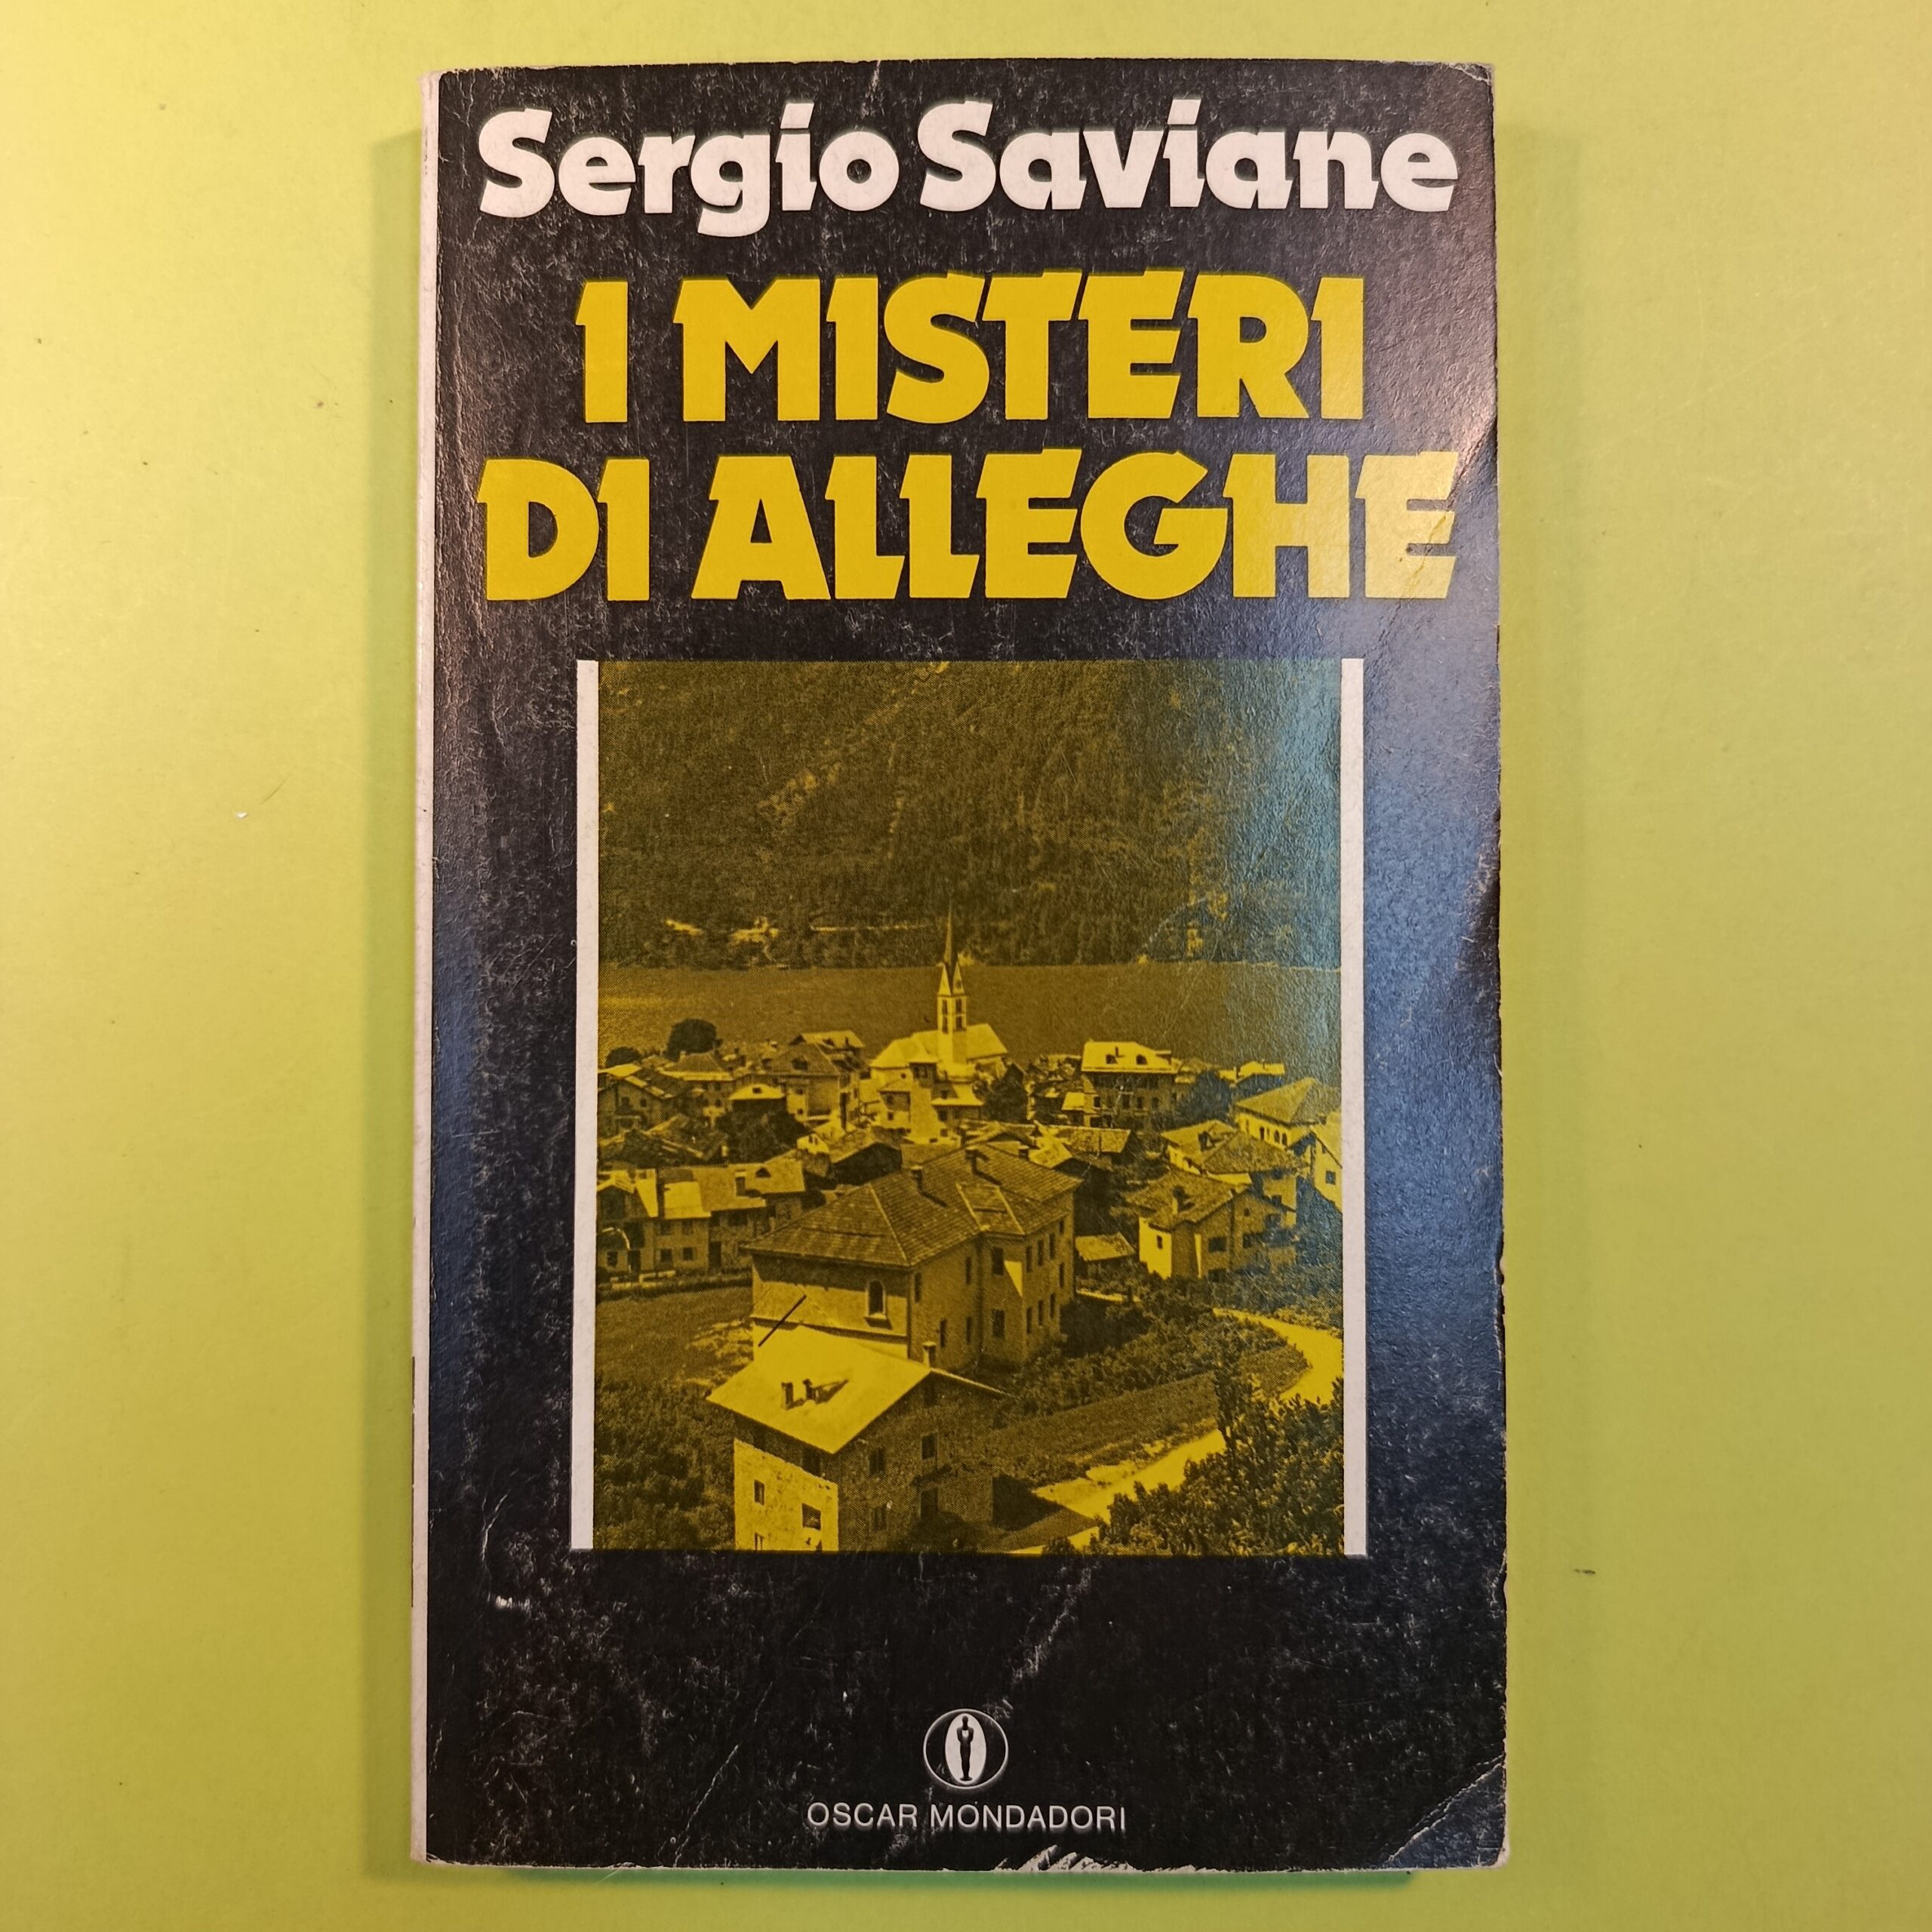 Sergio Saviane
I MISTERI
DI ALLEGHE
OSCAR MONDADORI